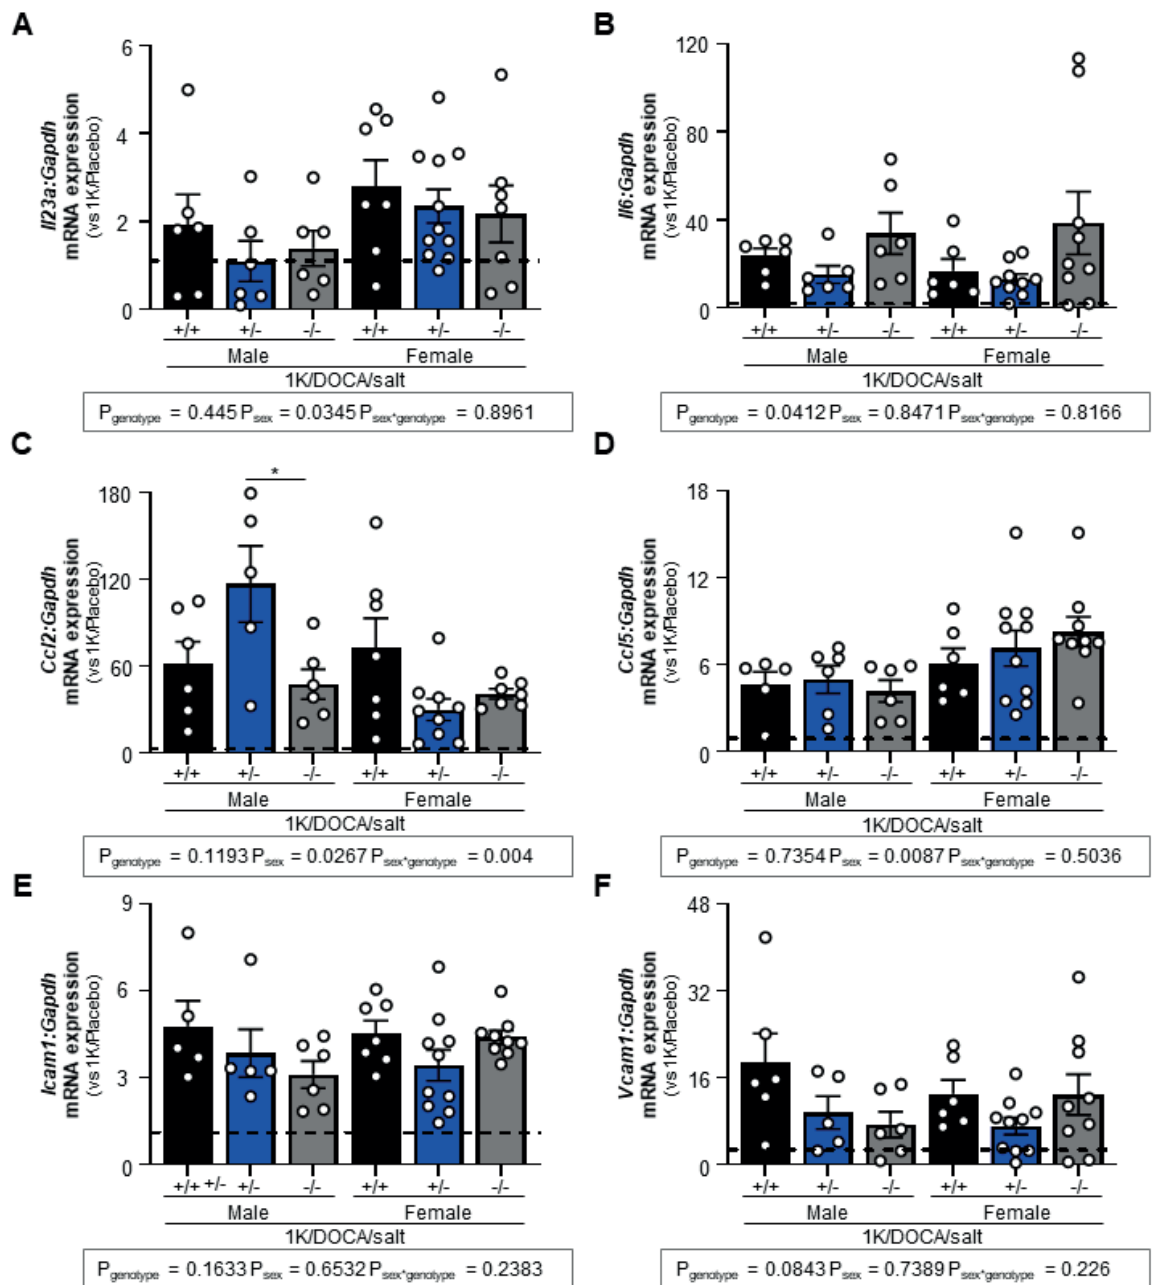 A
Il23a:Gapdh
mRNA expression
(vs 1K/Placebo)
6
4
2
0
+/+ +/- -/- +/+ +/- -/-
Male Female
1K/DOCA/salt
Pgenotype = 0.445 Psex = 0.0345 Psex*genotype = 0.8961
B
Il6:Gapdh
mRNA expression
(vs 1K/Placebo)
120
80
40
0
+/+ +/- -/- +/+ +/- -/-
Male Female
1K/DOCA/salt
Pgenotype = 0.0412 Psex = 0.8471 Psex*genotype = 0.8166
C
Ccl2:Gapdh
mRNA expression
(vs 1K/Placebo)
*
180
120
60
0
+/+ +/- -/- +/+ +/- -/-
Male Female
1K/DOCA/salt
Pgenotype = 0.1193 Psex = 0.0267 Psex*genotype = 0.004
D
Ccl5:Gapdh
mRNA expression
(vs 1K/Placebo)
18
12
6
0
+/+ +/- -/- +/+ +/- -/-
Male Female
1K/DOCA/salt
Pgenotype = 0.7354 Psex = 0.0087 Psex*genotype = 0.5036
E
Icam1:Gapdh
mRNA expression
(vs 1K/Placebo)
9
6
3
0
+/+ +/- +/- -/- +/+ +/- -/-
Male Female
1K/DOCA/salt
Pgenotype = 0.1633 Psex = 0.6532 Psex*genotype = 0.2383
F
Vcam1:Gapdh
mRNA expression
(vs 1K/Placebo)
48
32
16
0
+/+ +/- -/- +/+ +/- -/-
Male Female
1K/DOCA/salt
Pgenotype = 0.0843 Psex = 0.7389 Psex*genotype = 0.226